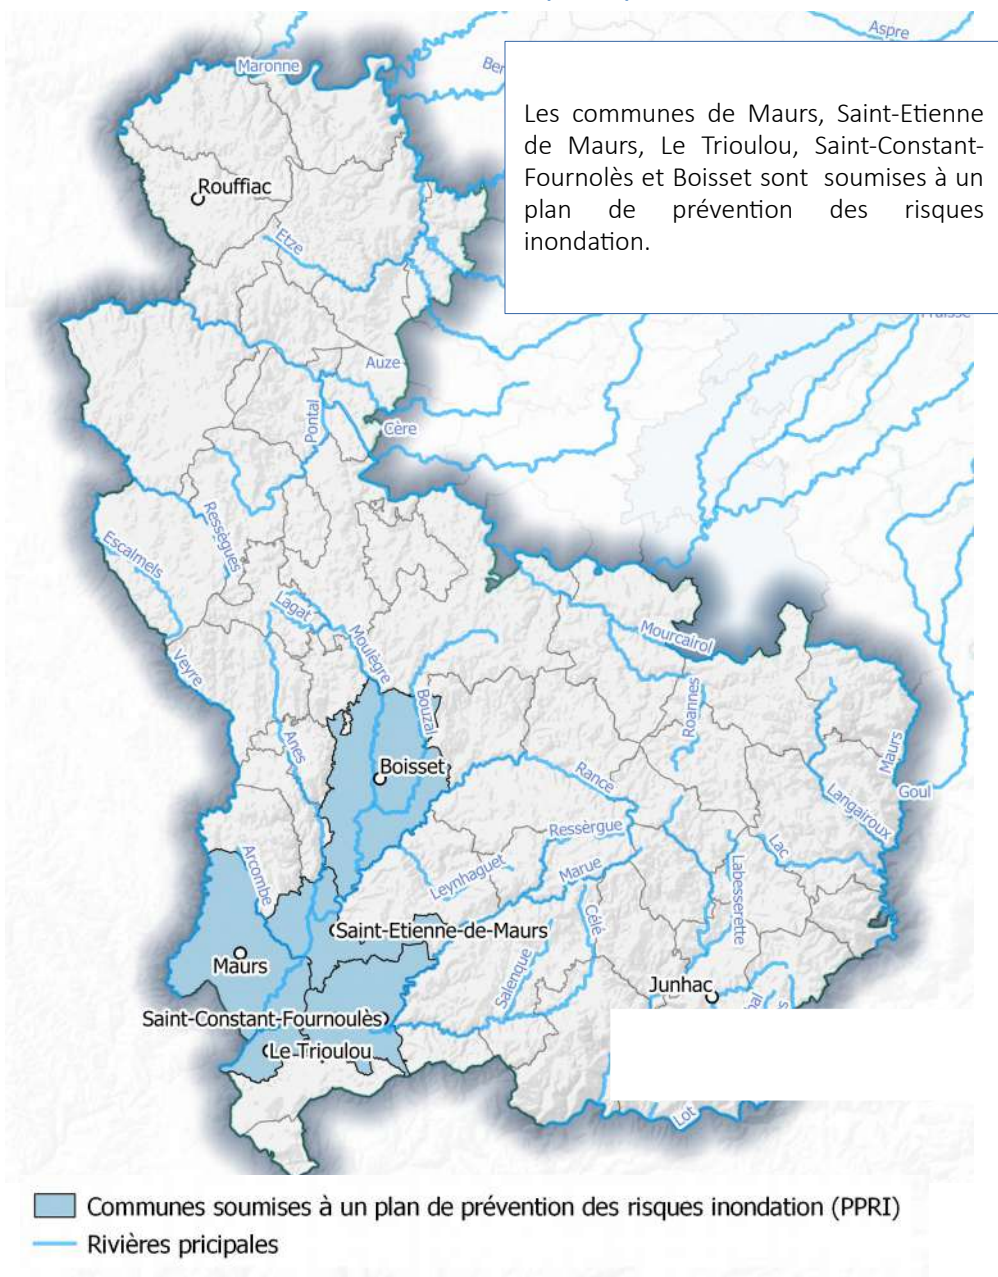 Aspre
Maronne
Ber
Les communes de Maurs, Saint-Etienne
de Maurs, Le Trioulou, Saint-Constant-
Fournolès et Boisset sont soumises à un
plan de prévention des risques
inondation.
Rouffiac
Etze
Auze
Pontal
Cère
Ressègues
Escalmels
Lagat
Moulègre
Mourcairol
Veyre
Bouzal
Roannes
Anes
Maurs
Boisset
Rance
Goul
Langairoux
Ressèrgue
Lac
Arcombe
Leynhaguet
Marue
Labesserette
Célé
Saint-Etienne-de-Maurs
Maurs
Salenque
Junhac
Saint-Constant-Fournoulès
Le-Trioulou
Lot
Communes soumises à un plan de prévention des risques inondation (PPRI)
Rivières pricipales